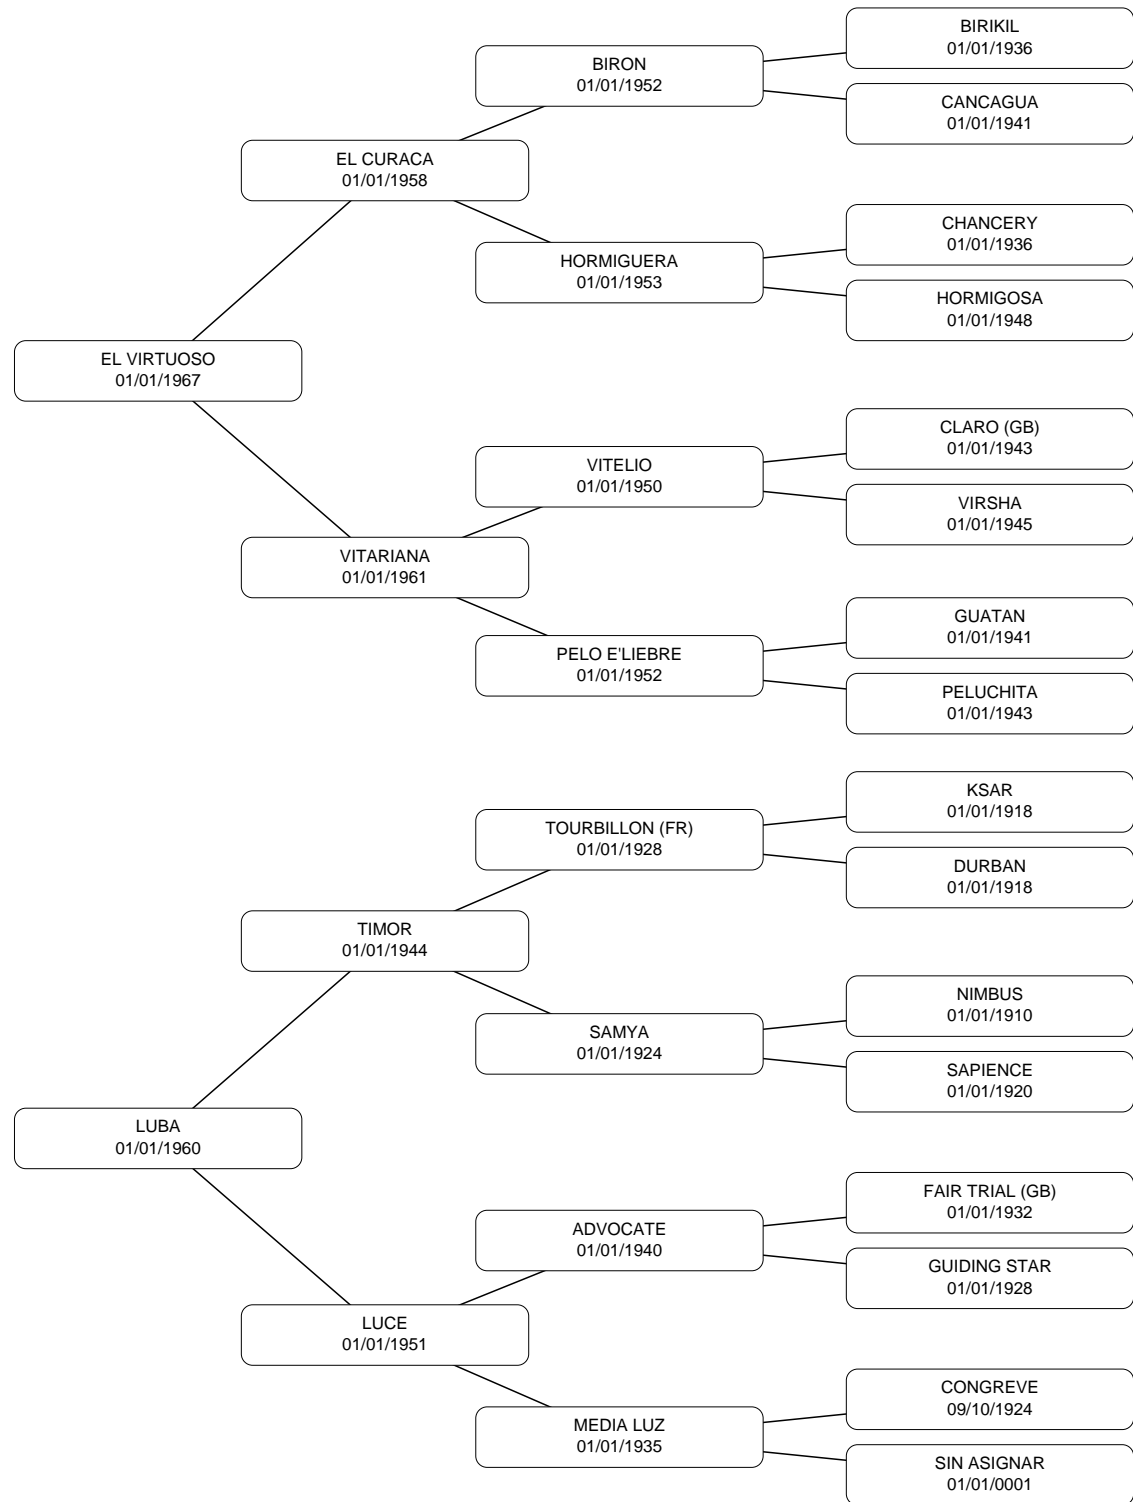 BIRIKIL
01/01/1936
BIRON
01/01/1952
CANCAGUA
01/01/1941
EL CURACA
01/01/1958
CHANCERY
01/01/1936
HORMIGUERA
01/01/1953
HORMIGOSA
01/01/1948
EL VIRTUOSO
01/01/1967
CLARO (GB)
01/01/1943
VITELIO
01/01/1950
VIRSHA
01/01/1945
VITARIANA
01/01/1961
GUATAN
01/01/1941
PELO E'LIEBRE
01/01/1952
PELUCHITA
01/01/1943
KSAR
01/01/1918
TOURBILLON (FR)
01/01/1928
DURBAN
01/01/1918
TIMOR
01/01/1944
NIMBUS
01/01/1910
SAMYA
01/01/1924
SAPIENCE
01/01/1920
LUBA
01/01/1960
FAIR TRIAL (GB)
01/01/1932
ADVOCATE
01/01/1940
GUIDING STAR
01/01/1928
LUCE
01/01/1951
CONGREVE
09/10/1924
MEDIA LUZ
01/01/1935
SIN ASIGNAR
01/01/0001